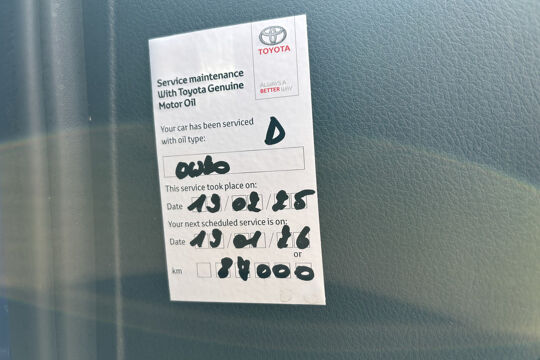 TOYOTA
ALWAYS A
BETTER WAY
Service maintenance
With Toyota Genuine
Motor Oil
Your car has been serviced
with oil type:
D
0W20
This service took place on:
Date 19/02/25
Your next scheduled service is on:
Date 19/01/26
or
km 87000